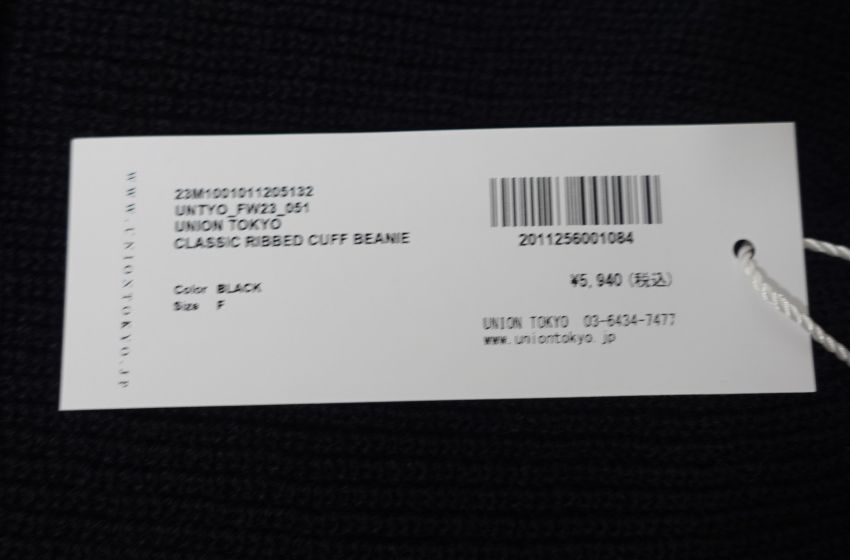 WWW.UNIONTOKYO.JP
23M1001011205132
UNTYO_FW23_051
UNION TOKYO
CLASSIC RIBBED CUFF BEANIE
Color BLACK
Size F
2011256001084
¥5,940 (税込)
UNION TOKYO 03-6434-7477
www.uniontokyo.jp